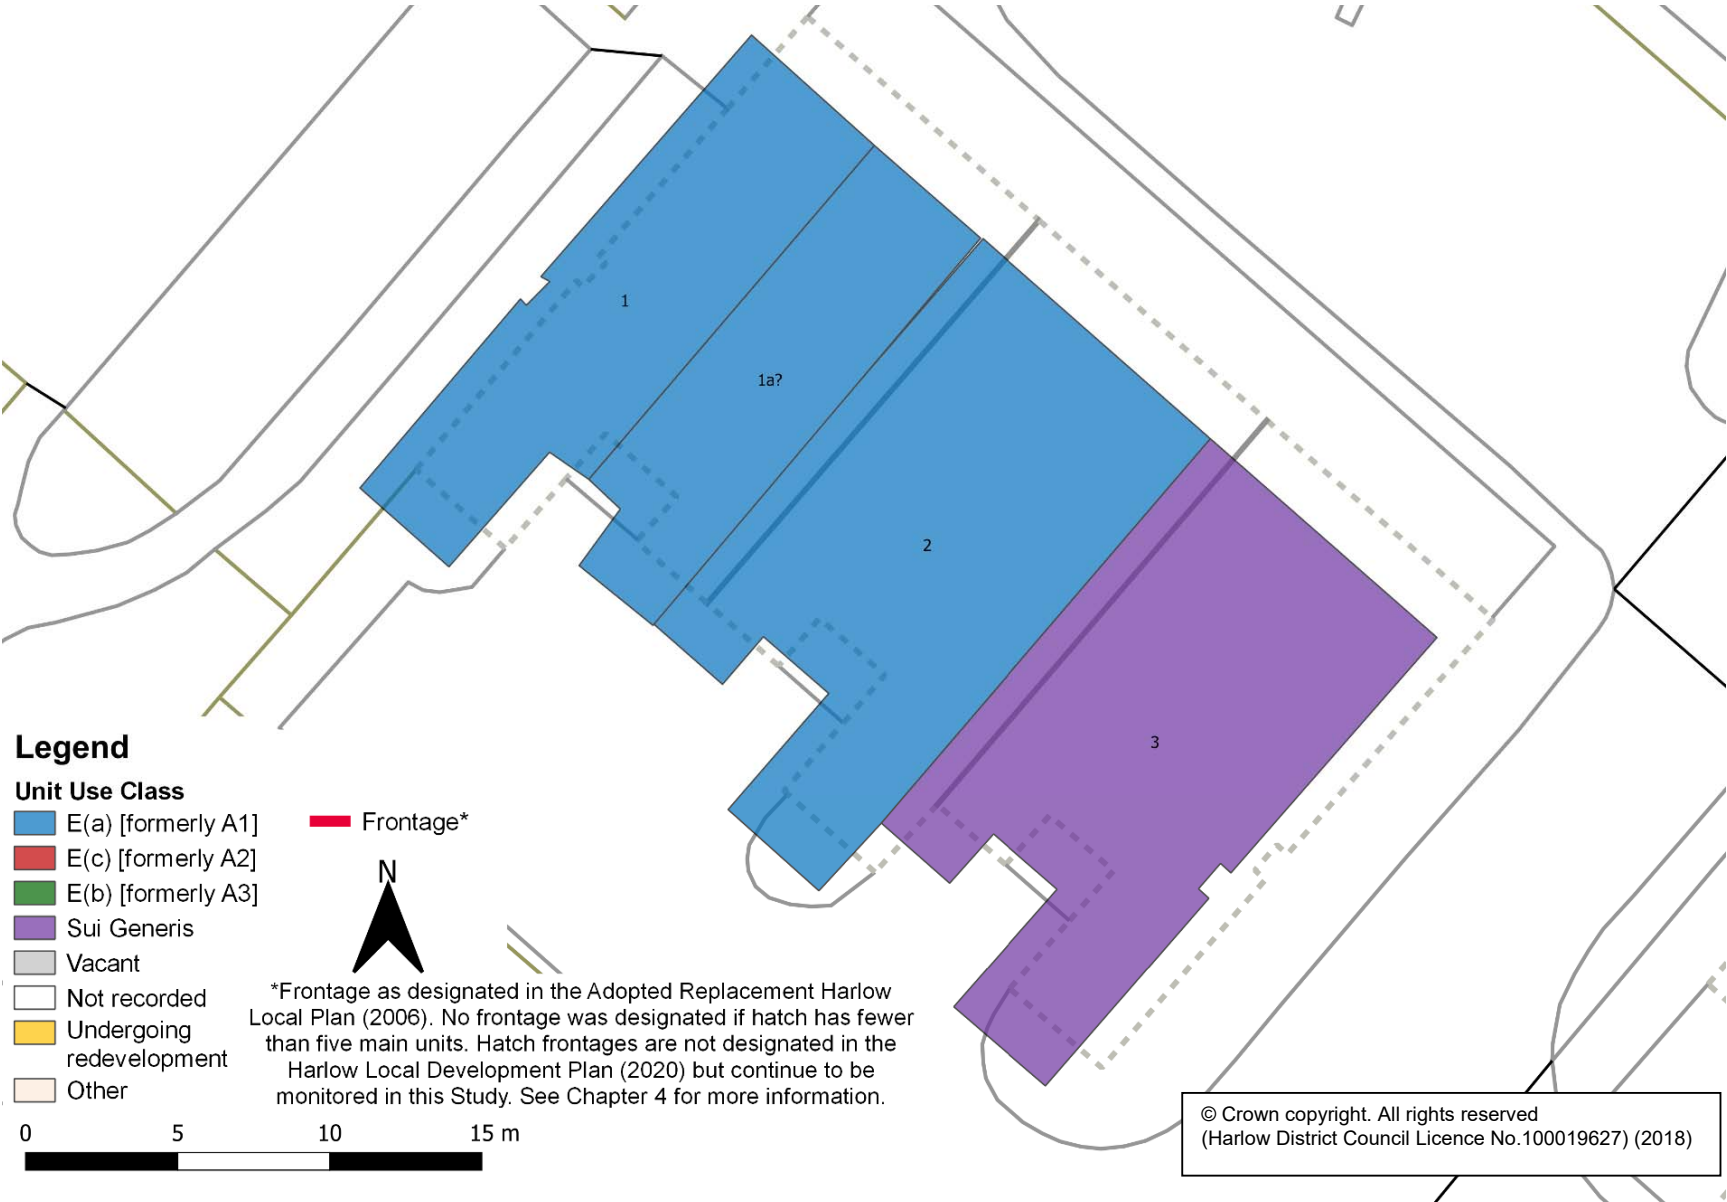 1
1a?
2
3
Legend
Unit Use Class
E(a) [formerly A1]
E(c) [formerly A2]
E(b) [formerly A3]
Sui Generis
Vacant
Not recorded
Undergoing
redevelopment
Other
Frontage*
N
*Frontage as designated in the Adopted Replacement Harlow
Local Plan (2006). No frontage was designated if hatch has fewer
than five main units. Hatch frontages are not designated in the
Harlow Local Development Plan (2020) but continue to be
monitored in this Study. See Chapter 4 for more information.
0 5 10 15 m
© Crown copyright. All rights reserved
(Harlow District Council Licence No.100019627) (2018)